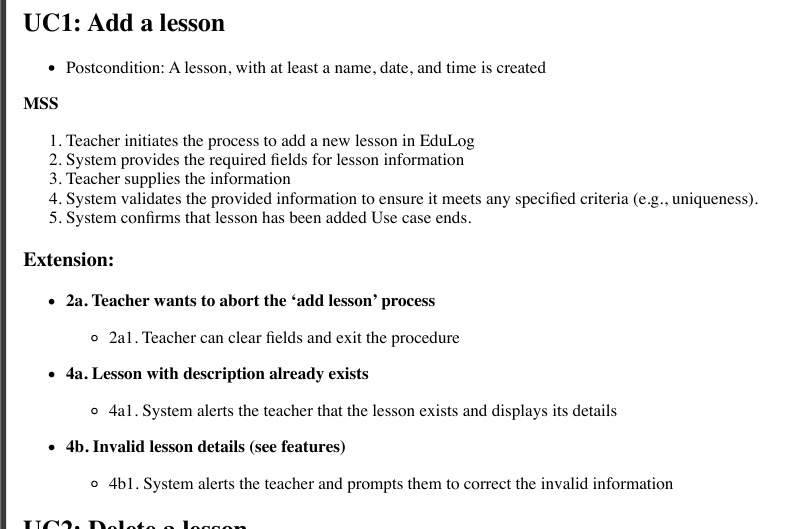 UC1: Add a lesson
• Postcondition: A lesson, with at least a name, date, and time is created
MSS
1. Teacher initiates the process to add a new lesson in EduLog
2. System provides the required fields for lesson information
3. Teacher supplies the information
4. System validates the provided information to ensure it meets any specified criteria (e.g., uniqueness).
5. System confirms that lesson has been added Use case ends.
Extension:
• 2a. Teacher wants to abort the ‘add lesson’ process
◦ 2a1. Teacher can clear fields and exit the procedure
• 4a. Lesson with description already exists
◦ 4a1. System alerts the teacher that the lesson exists and displays its details
• 4b. Invalid lesson details (see features)
◦ 4b1. System alerts the teacher and prompts them to correct the invalid information
UC2: Delete a lesson